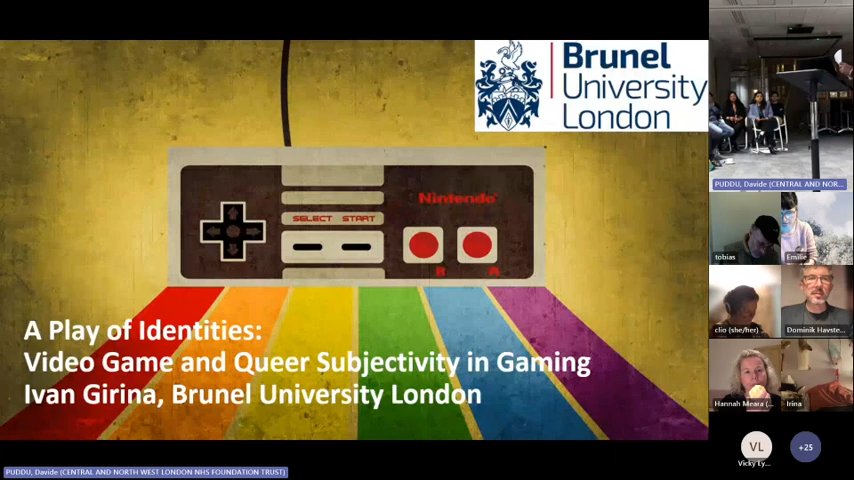 Brunel
University
London
Nintendo
SELECT START
B A
A Play of Identities:
Video Game and Queer Subjectivity in Gaming
Ivan Girina, Brunel University London
PUDDU, Davide (CENTRAL AND NORTH WEST LONDON NHS FOUNDATION TRUST)
PUDDU, Davide (CENTRAL AND NOR...
tobias
Emilie
clio (she/her) ...
Dominik Havste...
Hannah Meara (...
Irina
VL
+25
Vicky Ly...